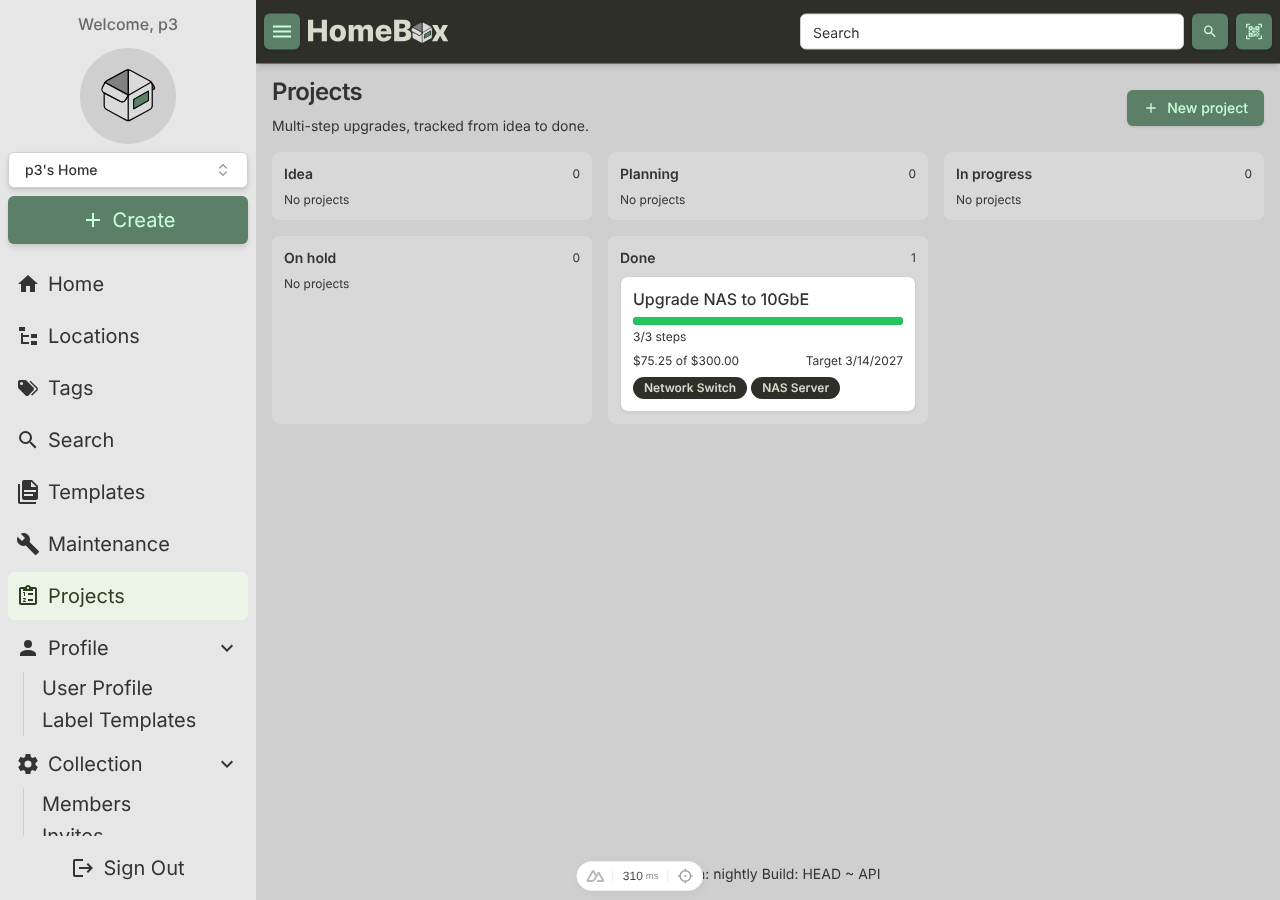 Welcome, p3
p3's Home
Create
Home
Locations
Tags
Search
Templates
Maintenance
Projects
Profile
User Profile
Label Templates
Collection
Members
Invites
Sign Out
HomeBox
Search
Projects
Multi-step upgrades, tracked from idea to done.
New project
Idea 0
No projects
Planning 0
No projects
In progress 0
No projects
On hold 0
No projects
Done 1
Upgrade NAS to 10GbE
3/3 steps
$75.25 of $300.00 Target 3/14/2027
Network Switch NAS Server
310 ms
nightly Build: HEAD ~ API